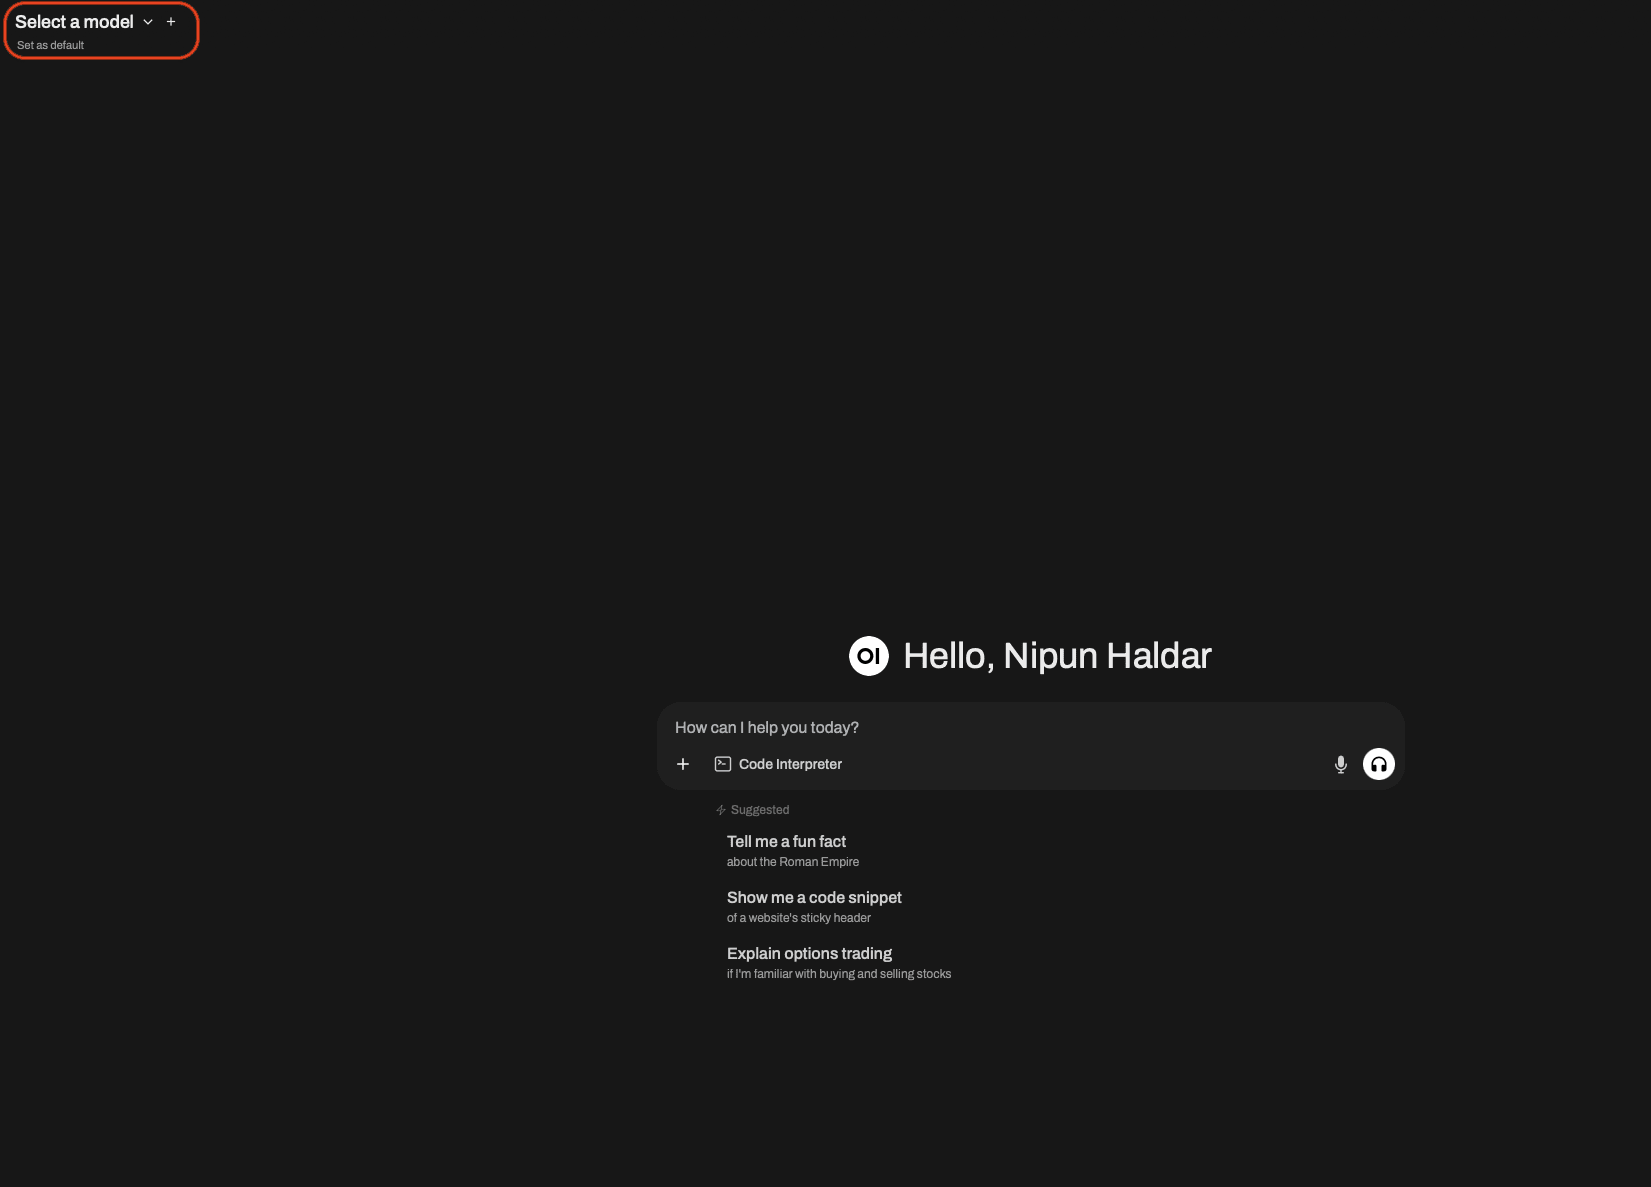 Select a model
Set as default
OI Hello, Nipun Haldar
How can I help you today?
Code Interpreter
Suggested
Tell me a fun fact
about the Roman Empire
Show me a code snippet
of a website's sticky header
Explain options trading
if I'm familiar with buying and selling stocks